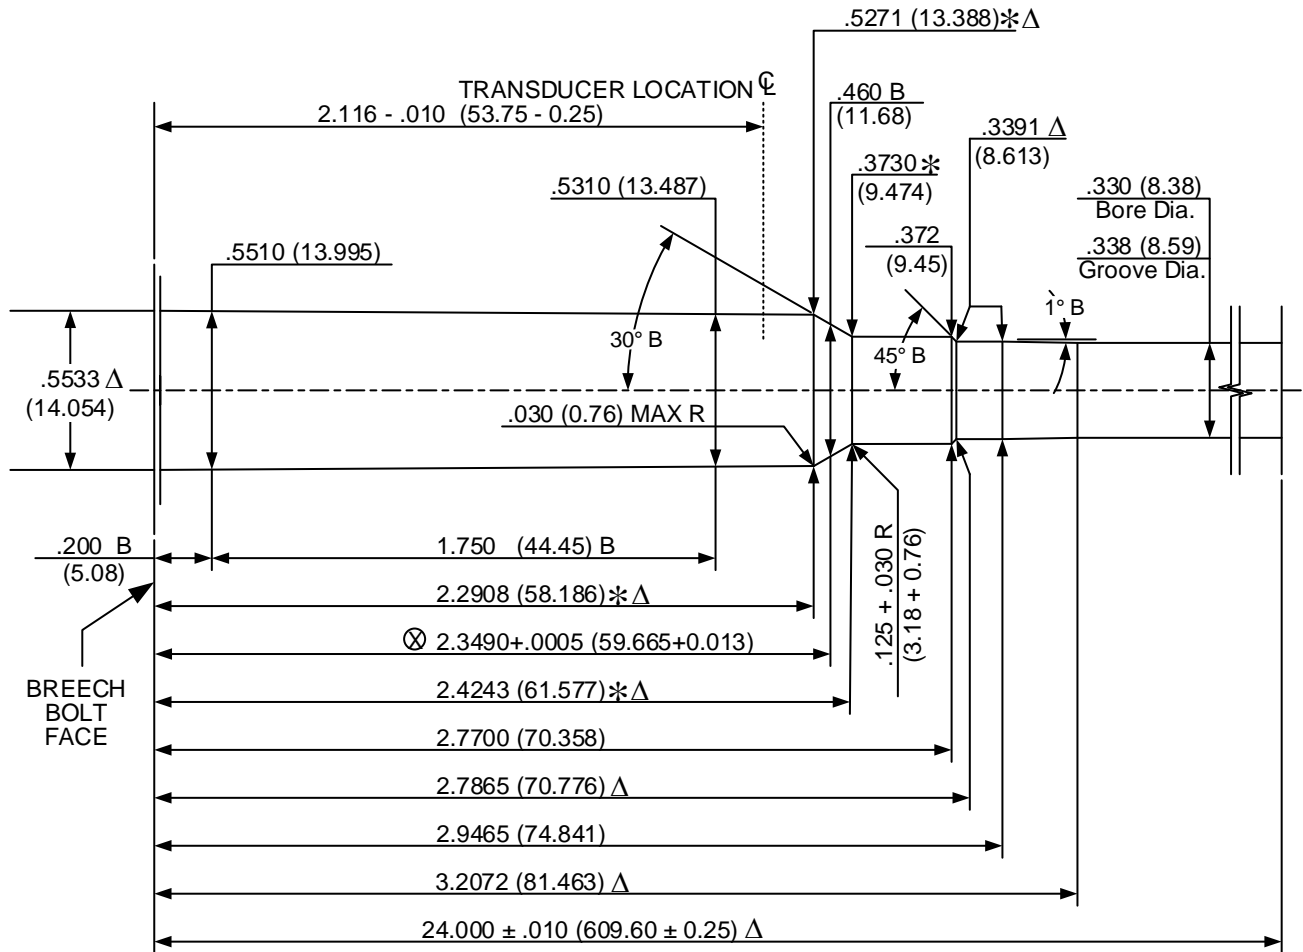 .5271 (13.388)✻Δ
TRANSDUCER LOCATION ℄
2.116 - .010 (53.75 - 0.25)
.460 B
(11.68)
.3391 Δ
(8.613)
.3730 ✻
(9.474)
.5310 (13.487)
.330 (8.38)
Bore Dia.
.372
(9.45)
.5510 (13.995)
.338 (8.59)
Groove Dia.
1° B
30° B
45° B
.5533 Δ
(14.054)
.030 (0.76) MAX R
.200 B
(5.08)
1.750 (44.45) B
.125 + .030 R
(3.18 + 0.76)
2.2908 (58.186)✻Δ
⊗ 2.3490+.0005 (59.665+0.013)
BREECH
BOLT
FACE
2.4243 (61.577)✻Δ
2.7700 (70.358)
2.7865 (70.776) Δ
2.9465 (74.841)
3.2072 (81.463) Δ
24.000 ± .010 (609.60 ± 0.25) Δ